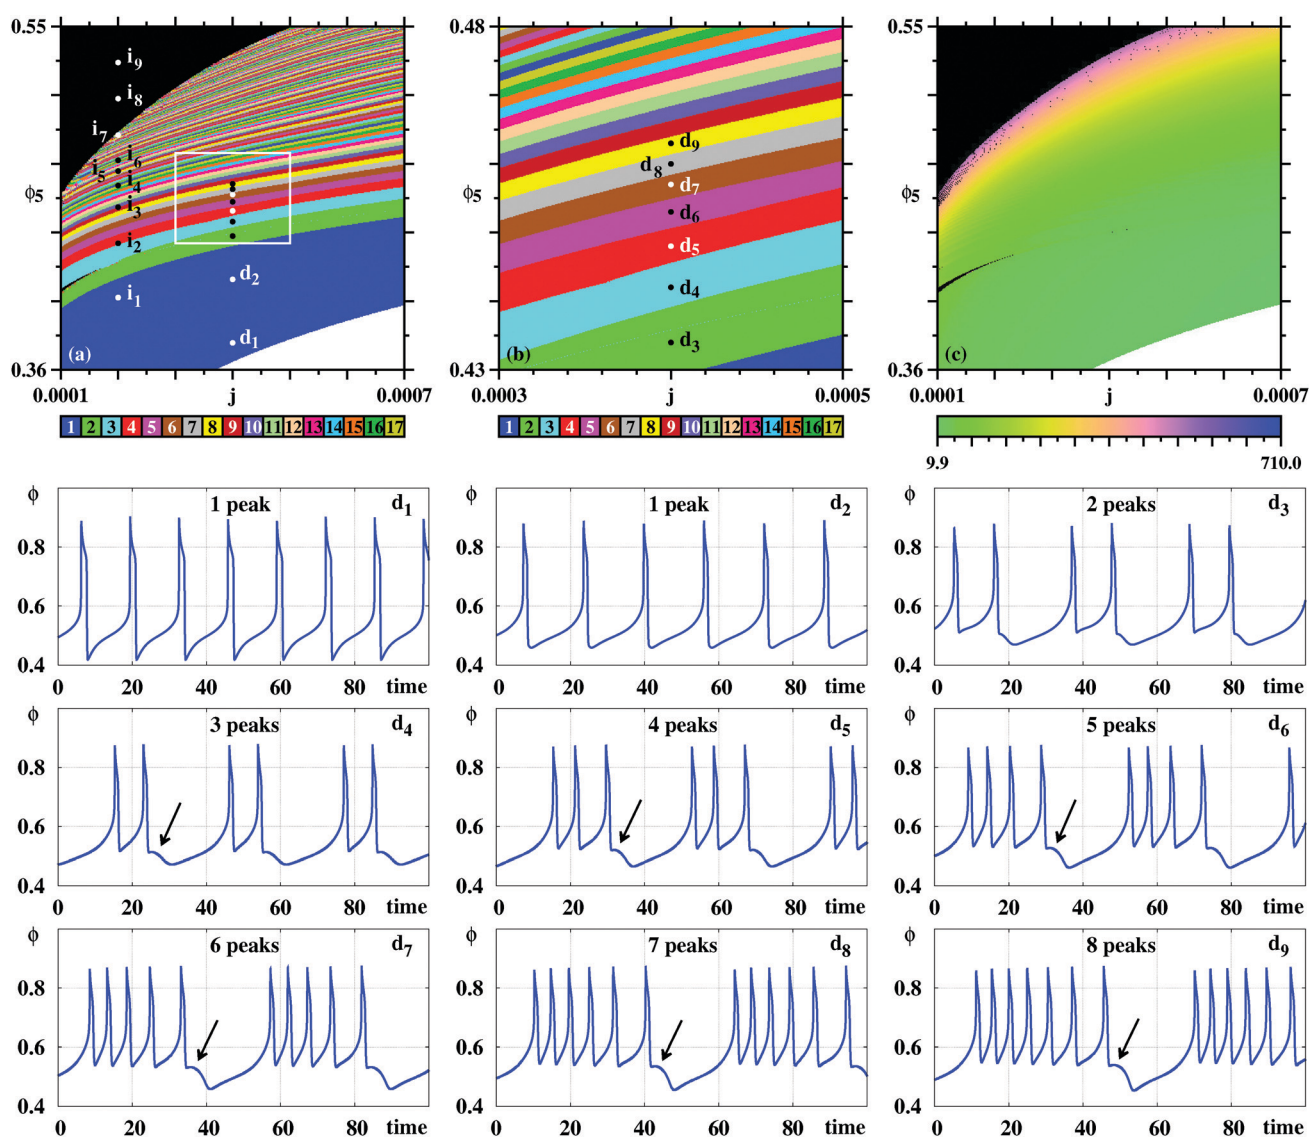 0.55
i9
i8
i7
i6
i5
i4
i3
i2
i1
d2
d1
ϕ5
(a)
0.36
0.0001 j 0.0007
1 2 3 4 5 6 7 8 9 10 11 12 13 14 15 16 17
0.48
d9
d8
d7
d6
d5
d4
d3
ϕ5
(b)
0.43
0.0003 j 0.0005
1 2 3 4 5 6 7 8 9 10 11 12 13 14 15 16 17
0.55
ϕ5
(c)
0.36
0.0001 j 0.0007
9.9 710.0
ϕ 1 peak d1
0.8
0.6
0.4
0 20 40 60 80 time
ϕ 1 peak d2
0.8
0.6
0.4
0 20 40 60 80 time
ϕ 2 peaks d3
0.8
0.6
0.4
0 20 40 60 80 time
ϕ 3 peaks d4
0.8
0.6
0.4
0 20 40 60 80 time
ϕ 4 peaks d5
0.8
0.6
0.4
0 20 40 60 80 time
ϕ 5 peaks d6
0.8
0.6
0.4
0 20 40 60 80 time
ϕ 6 peaks d7
0.8
0.6
0.4
0 20 40 60 80 time
ϕ 7 peaks d8
0.8
0.6
0.4
0 20 40 60 80 time
ϕ 8 peaks d9
0.8
0.6
0.4
0 20 40 60 80 time